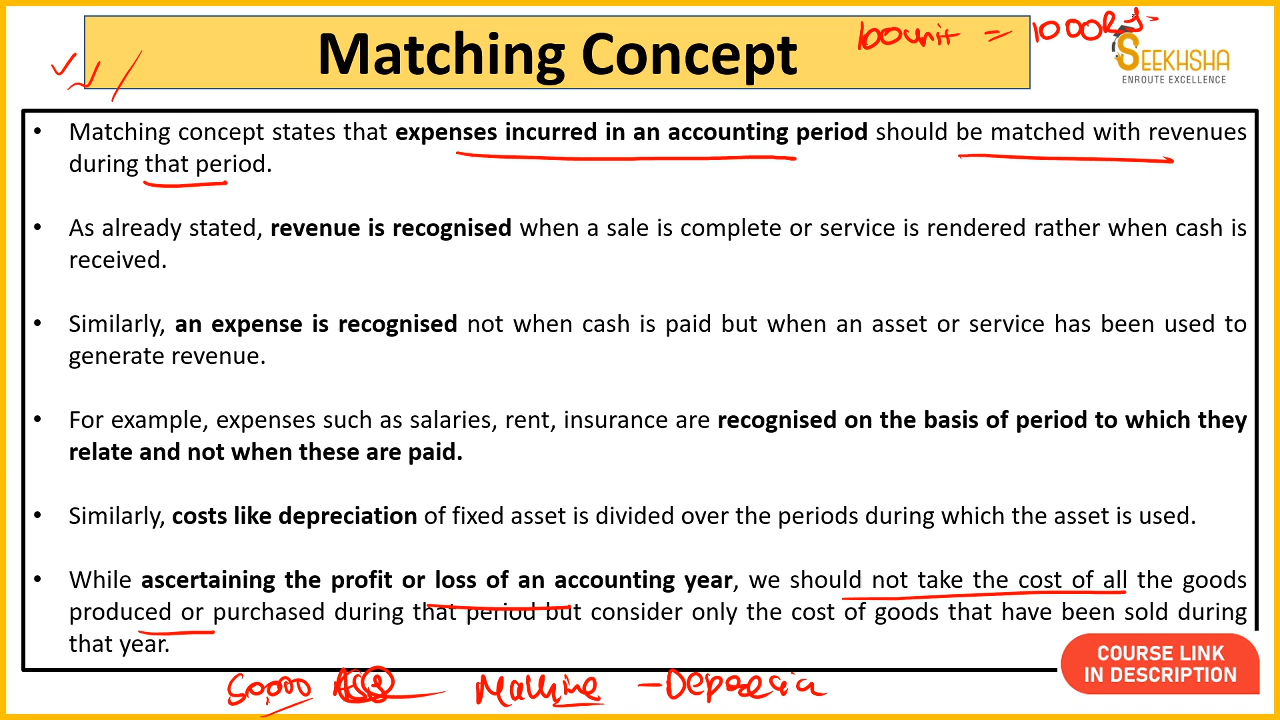 Matching Concept
100unit = 1000Rs
SEEKHSHA
ENROUTE EXCELLENCE
• Matching concept states that expenses incurred in an accounting period should be matched with revenues
during that period.
• As already stated, revenue is recognised when a sale is complete or service is rendered rather when cash is
received.
• Similarly, an expense is recognised not when cash is paid but when an asset or service has been used to
generate revenue.
• For example, expenses such as salaries, rent, insurance are recognised on the basis of period to which they
relate and not when these are paid.
• Similarly, costs like depreciation of fixed asset is divided over the periods during which the asset is used.
• While ascertaining the profit or loss of an accounting year, we should not take the cost of all the goods
produced or purchased during that period but consider only the cost of goods that have been sold during
that year.
COURSE LINK
IN DESCRIPTION
50,000 Machine - Deprecia